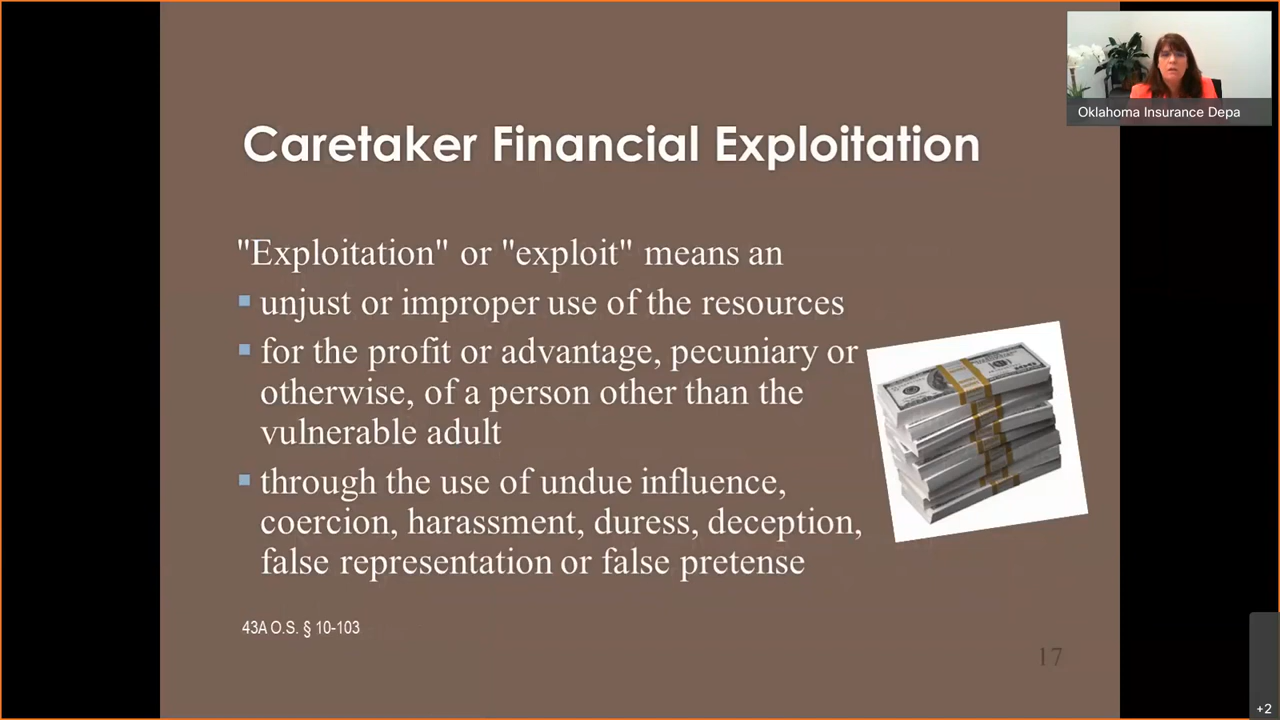 Oklahoma Insurance Depa
Caretaker Financial Exploitation
"Exploitation" or "exploit" means an
unjust or improper use of the resources
for the profit or advantage, pecuniary or
otherwise, of a person other than the
vulnerable adult
through the use of undue influence,
coercion, harassment, duress, deception,
false representation or false pretense
43A O.S. § 10-103
17
+2